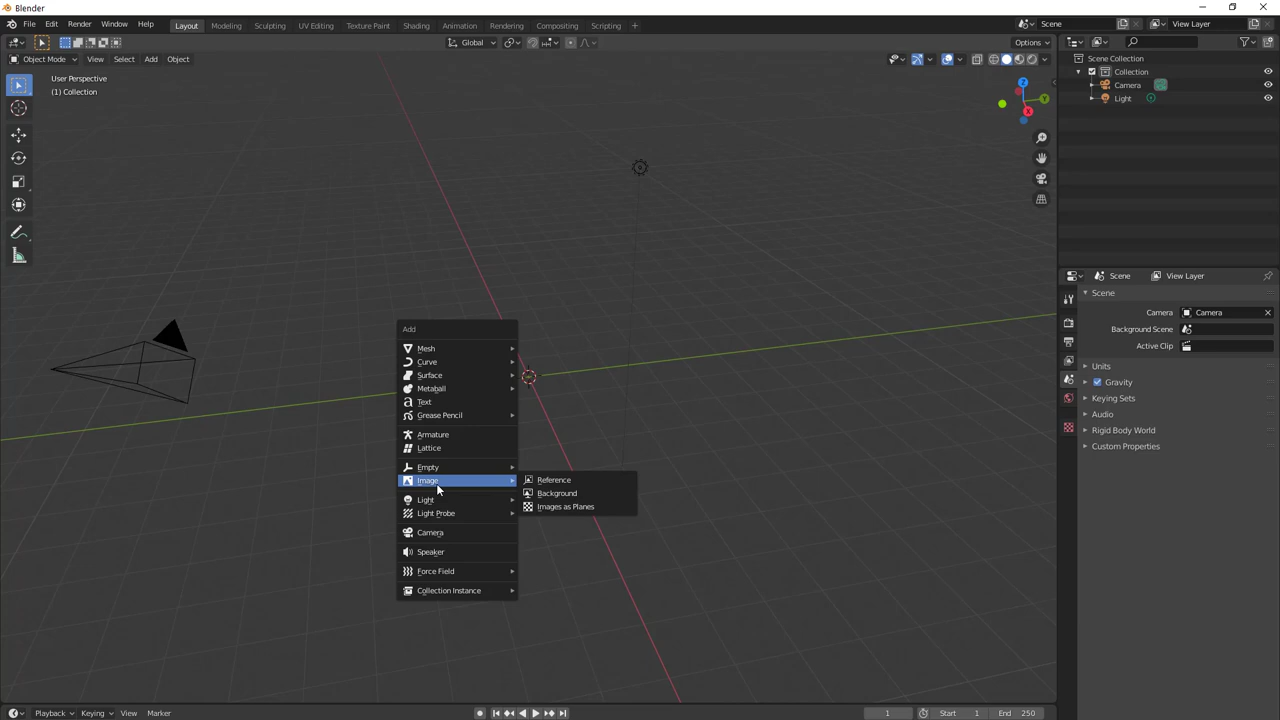 Blender
File Edit Render Window Help Layout Modeling Sculpting UV Editing Texture Paint Shading Animation Rendering Compositing Scripting + Scene View Layer
Global Options
Object Mode View Select Add Object
User Perspective
(1) Collection
Z
Y
X
Scene Collection
Collection
Camera
Light
Scene View Layer
Scene
Camera Camera
Background Scene
Active Clip
Units
Gravity
Keying Sets
Audio
Rigid Body World
Custom Properties
Add
Mesh
Curve
Surface
Metaball
Text
Grease Pencil
Armature
Lattice
Empty
Image
Light
Light Probe
Camera
Speaker
Force Field
Collection Instance
Reference
Background
Images as Planes
Playback Keying View Marker 1 Start 1 End 250